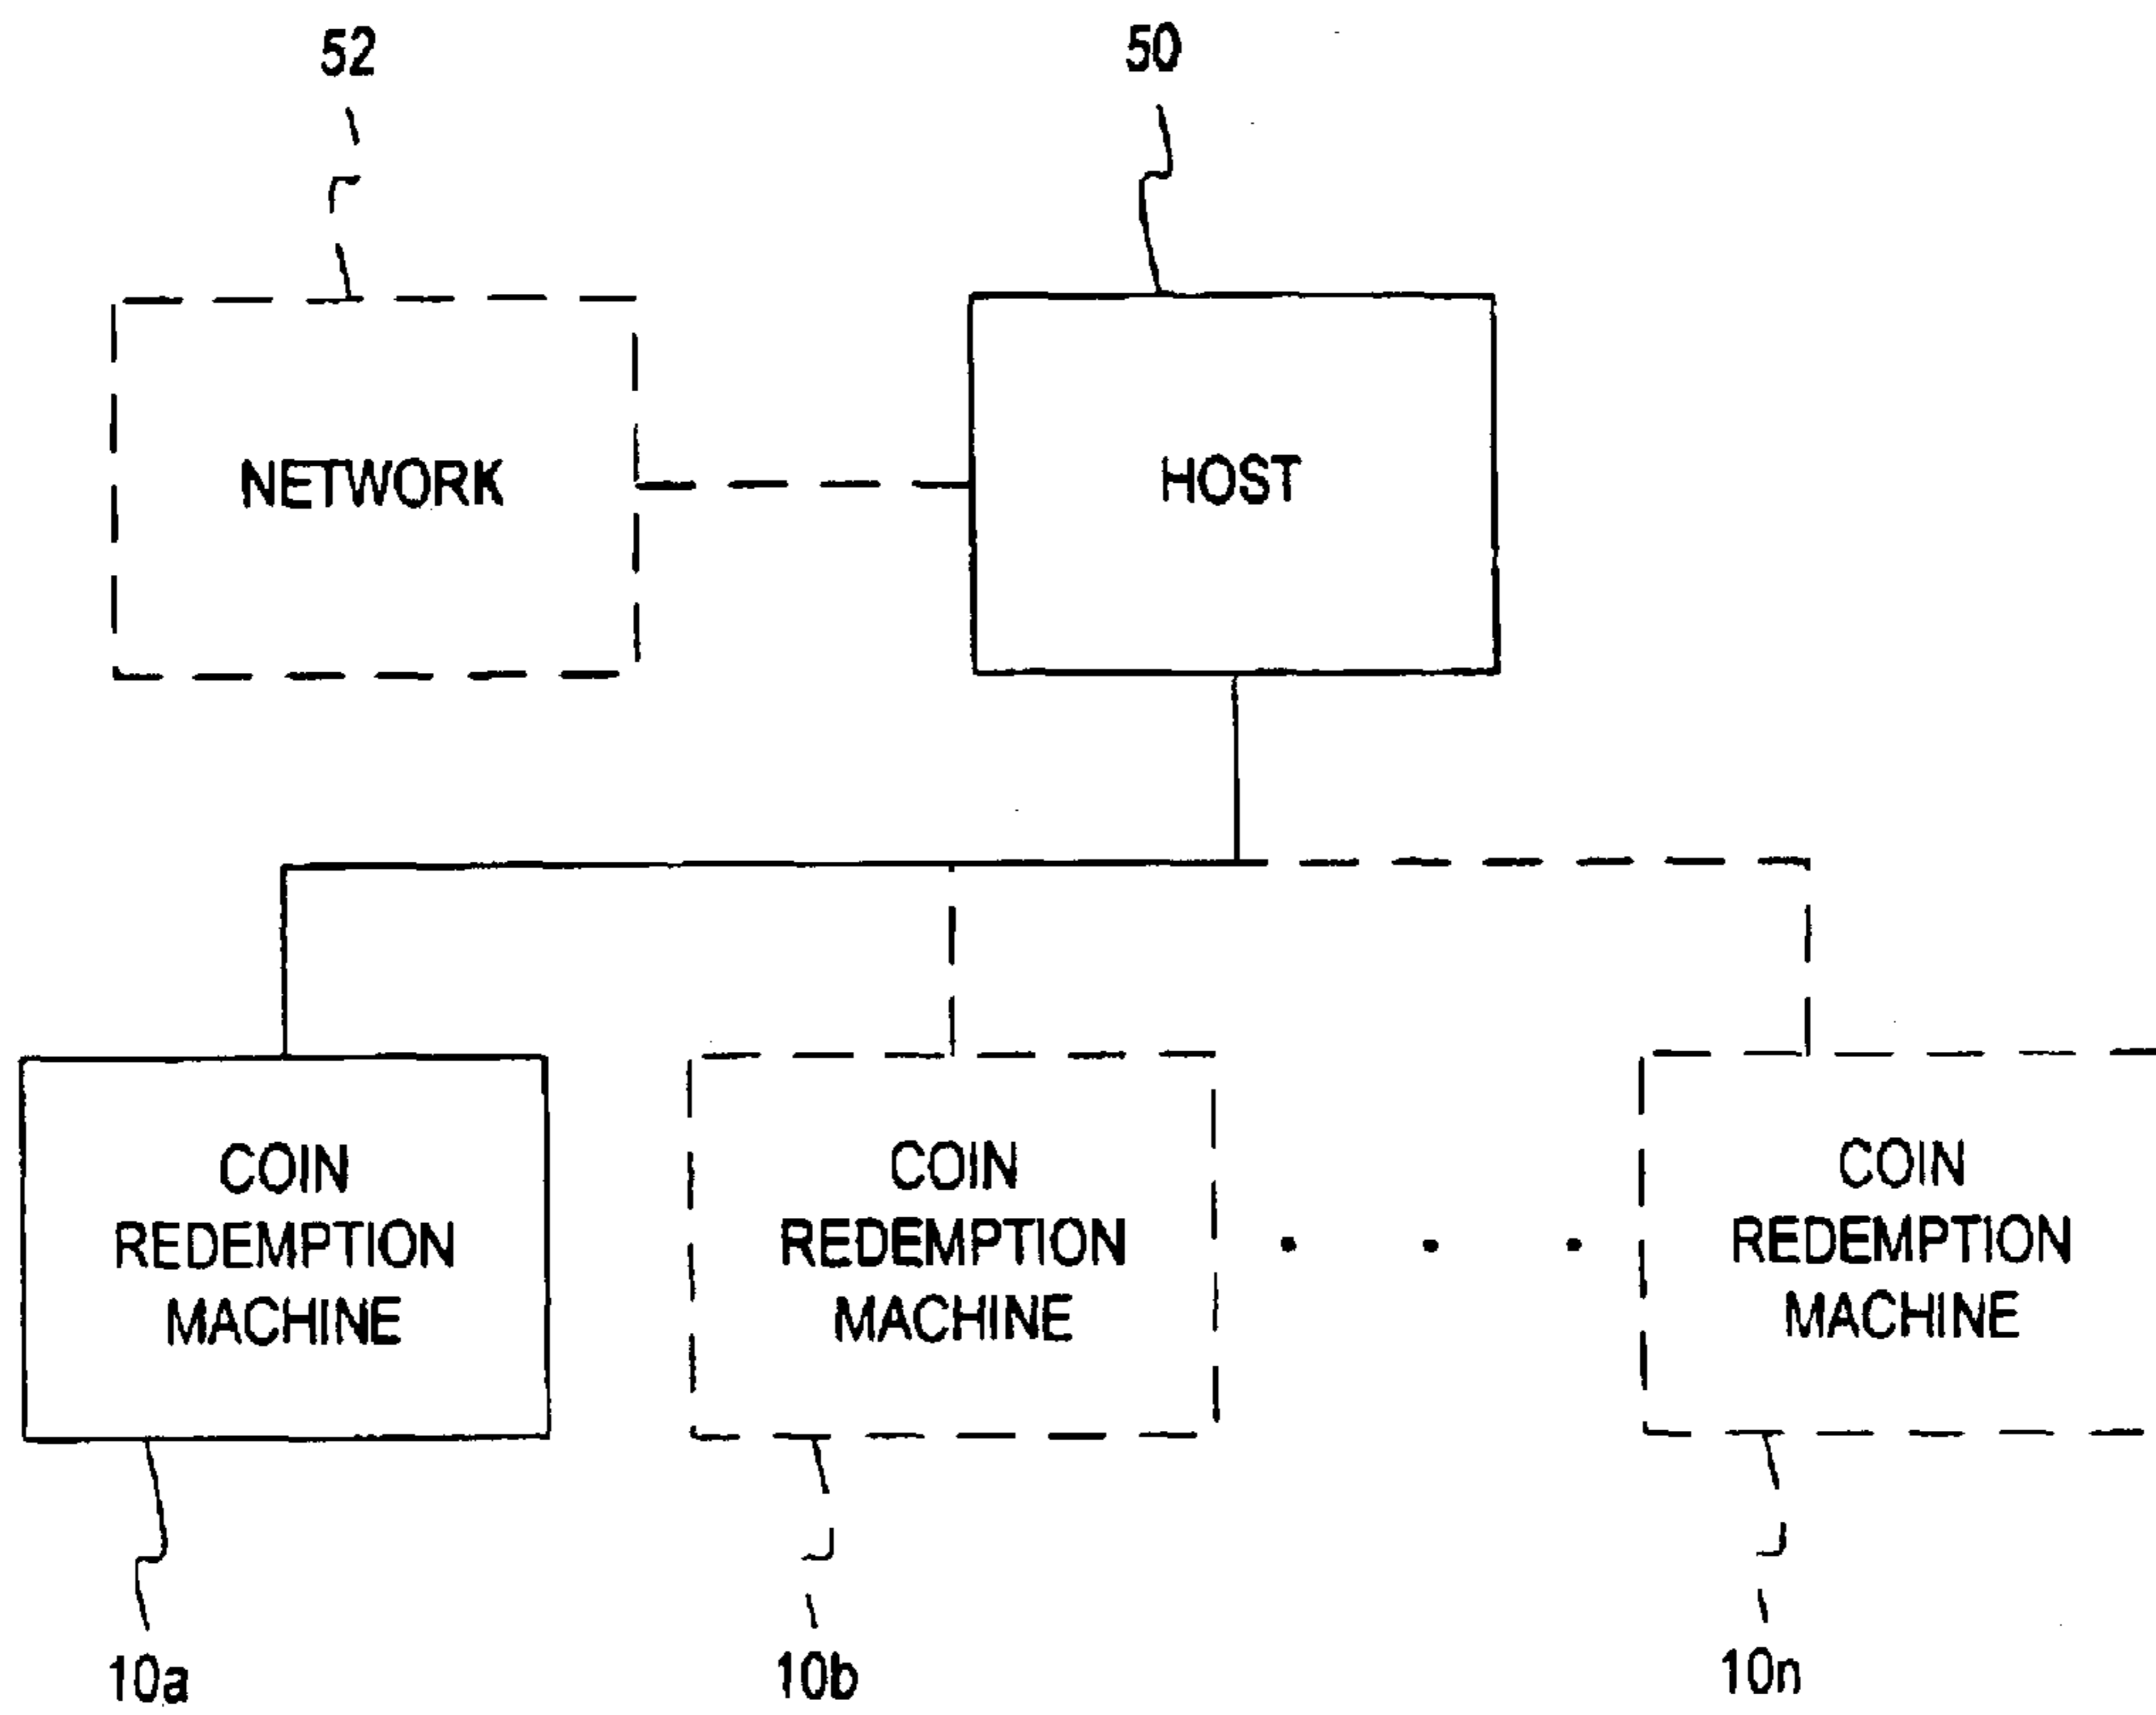 52
50
NETWORK
HOST
COIN
REDEMPTION
MACHINE
COIN
REDEMPTION
MACHINE
COIN
REDEMPTION
MACHINE
10a
10b
10n